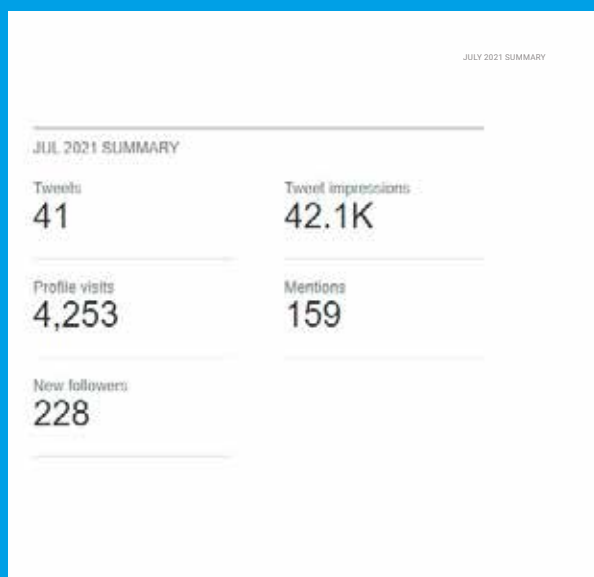 JULY 2021 SUMMARY
JUL 2021 SUMMARY
Tweets
41
Tweet impressions
42.1K
Profile visits
4,253
Mentions
159
New followers
228